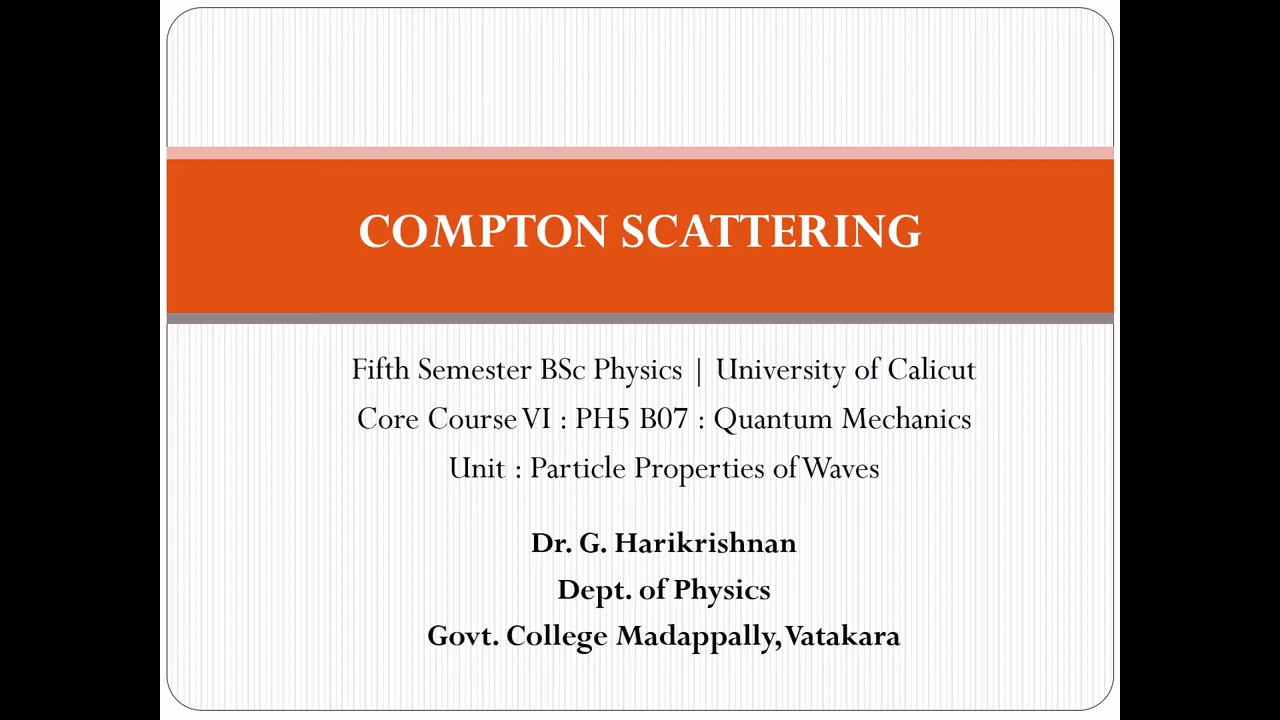 COMPTON SCATTERING
Fifth Semester BSc Physics | University of Calicut
Core Course VI : PH5 B07 : Quantum Mechanics
Unit : Particle Properties of Waves
Dr. G. Harikrishnan
Dept. of Physics
Govt. College Madappally, Vatakara